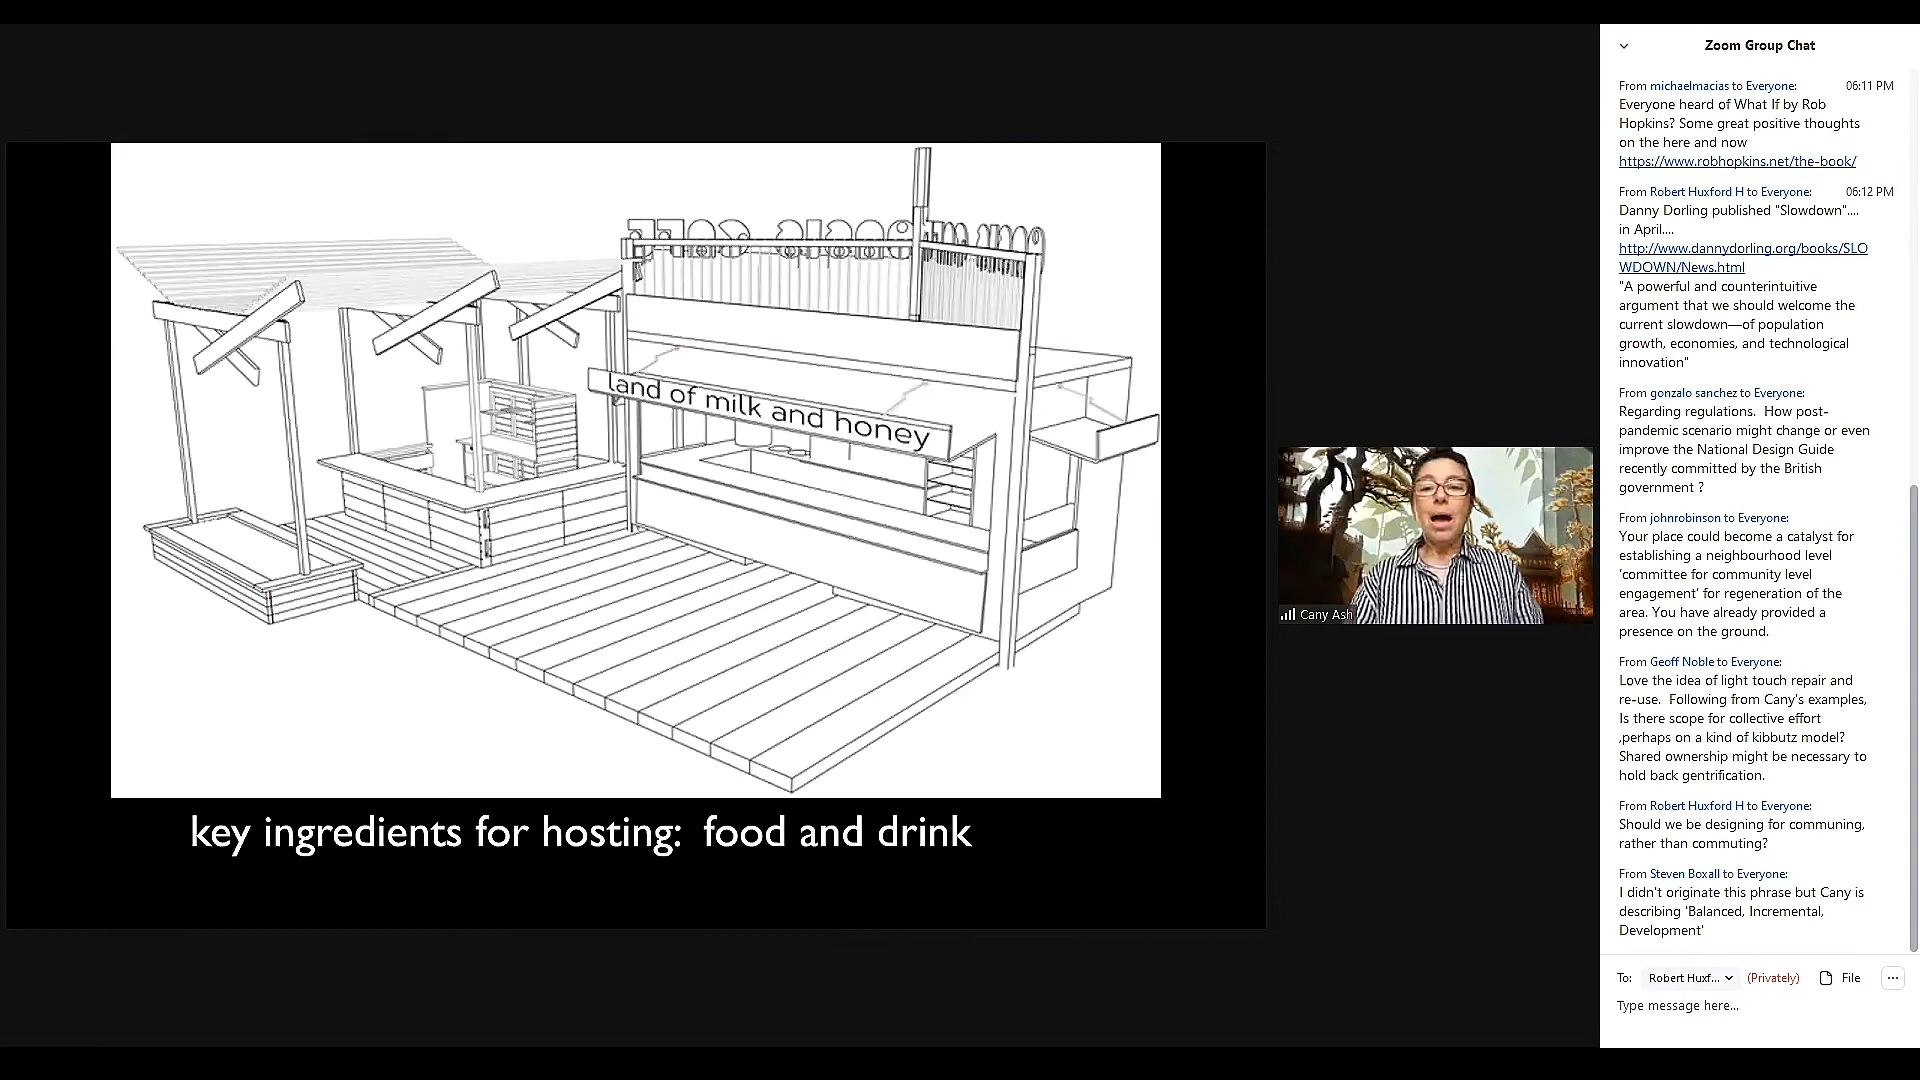 land of milk and honey
key ingredients for hosting:  food and drink
Cany Ash
Zoom Group Chat
From michaelmacias to Everyone: 06:11 PM
Everyone heard of What If by Rob
Hopkins? Some great positive thoughts
on the here and now
https://www.robhopkins.net/the-book/
From Robert Huxford H to Everyone: 06:12 PM
Danny Dorling published "Slowdown"....
in April....
http://www.dannydorling.org/books/SLO
WDOWN/News.html
"A powerful and counterintuitive
argument that we should welcome the
current slowdown—of population
growth, economies, and technological
innovation"
From gonzalo sanchez to Everyone:
Regarding regulations.  How post-
pandemic scenario might change or even
improve the National Design Guide
recently committed by the British
government ?
From johnrobinson to Everyone:
Your place could become a catalyst for
establishing a neighbourhood level
‘committee for community level
engagement’ for regeneration of the
area. You have already provided a
presence on the ground.
From Geoff Noble to Everyone:
Love the idea of light touch repair and
re-use.  Following from Cany's examples,
Is there scope for collective effort
,perhaps on a kind of kibbutz model?
Shared ownership might be necessary to
hold back gentrification.
From Robert Huxford H to Everyone:
Should we be designing for communing,
rather than commuting?
From Steven Boxall to Everyone:
I didn't originate this phrase but Cany is
describing 'Balanced, Incremental,
Development'
To: Robert Huxf... (Privately) File
Type message here...